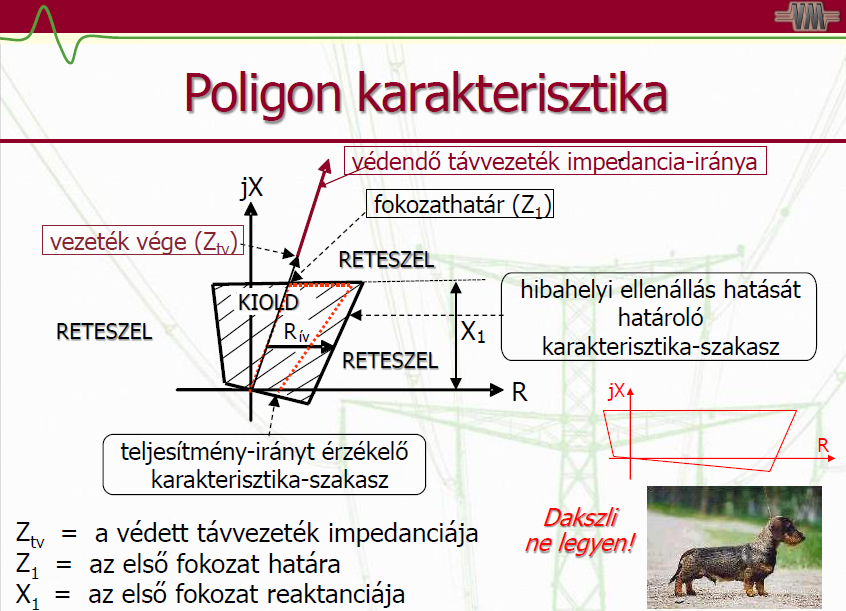 VM
Poligon karakterisztika
védendő távvezeték impedancia-iránya
jX
fokozathatár (Z₁)
vezeték vége (Zₜᵥ)
RETESZEL
KIOLD
hibahelyi ellenállás hatását
határoló
karakterisztika-szakasz
RETESZEL
R ív
X₁
RETESZEL
R
jX
R
teljesítmény-irányt érzékelő
karakterisztika-szakasz
Dakszli
ne legyen!
Zₜᵥ = a védett távvezeték impedanciája
Z₁ = az első fokozat határa
X₁ = az első fokozat reaktanciája